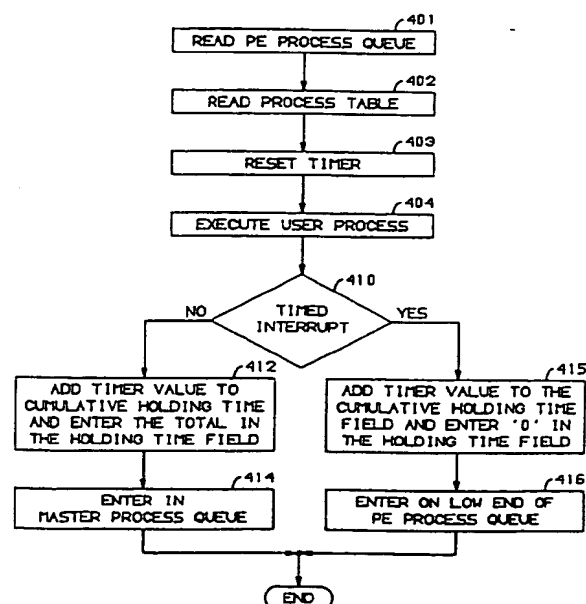 401
READ PE PROCESS QUEUE
402
READ PROCESS TABLE
403
RESET TIMER
404
EXECUTE USER PROCESS
410
TIMED
INTERRUPT
NO
YES
412
ADD TIMER VALUE TO
CUMULATIVE HOLDING TIME
AND ENTER THE TOTAL IN
THE HOLDING TIME FIELD
415
ADD TIMER VALUE TO THE
CUMULATIVE HOLDING TIME
FIELD AND ENTER '0' IN
THE HOLDING TIME FIELD
414
ENTER IN
MASTER PROCESS QUEUE
416
ENTER ON LOW END OF
PE PROCESS QUEUE
END